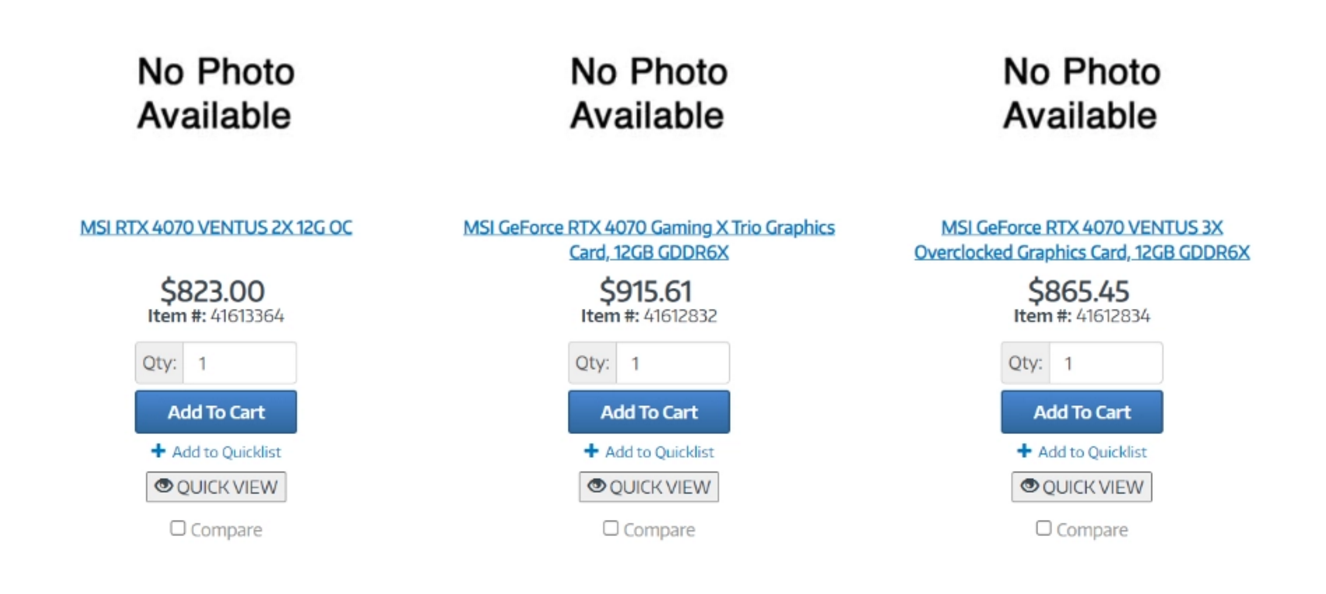 No Photo
Available
MSI RTX 4070 VENTUS 2X 12G OC
$823.00
Item #: 41613364
Qty: 1
Add To Cart
+ Add to Quicklist
QUICK VIEW
Compare
No Photo
Available
MSI GeForce RTX 4070 Gaming X Trio Graphics
Card, 12GB GDDR6X
$915.61
Item #: 41612832
Qty: 1
Add To Cart
+ Add to Quicklist
QUICK VIEW
Compare
No Photo
Available
MSI GeForce RTX 4070 VENTUS 3X
Overclocked Graphics Card, 12GB GDDR6X
$865.45
Item #: 41612834
Qty: 1
Add To Cart
+ Add to Quicklist
QUICK VIEW
Compare